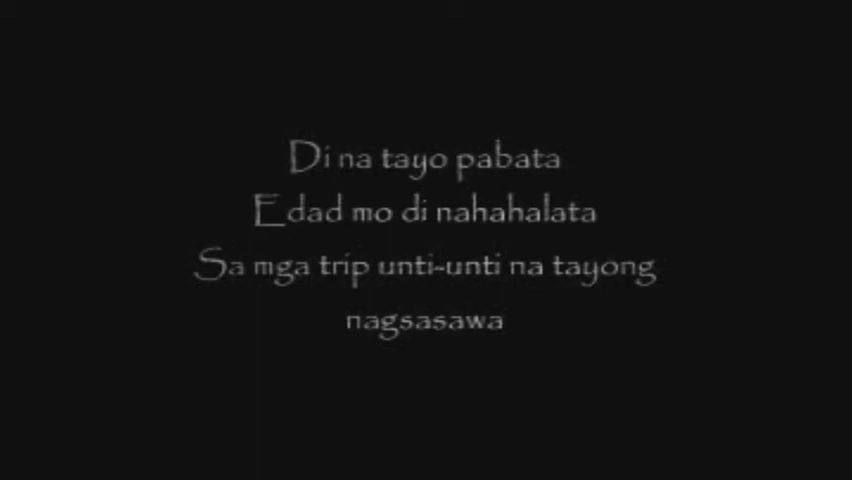 Di na tayo pabata
Edad mo di nahahalata
Sa mga trip unti-unti na tayong
nagsasawa